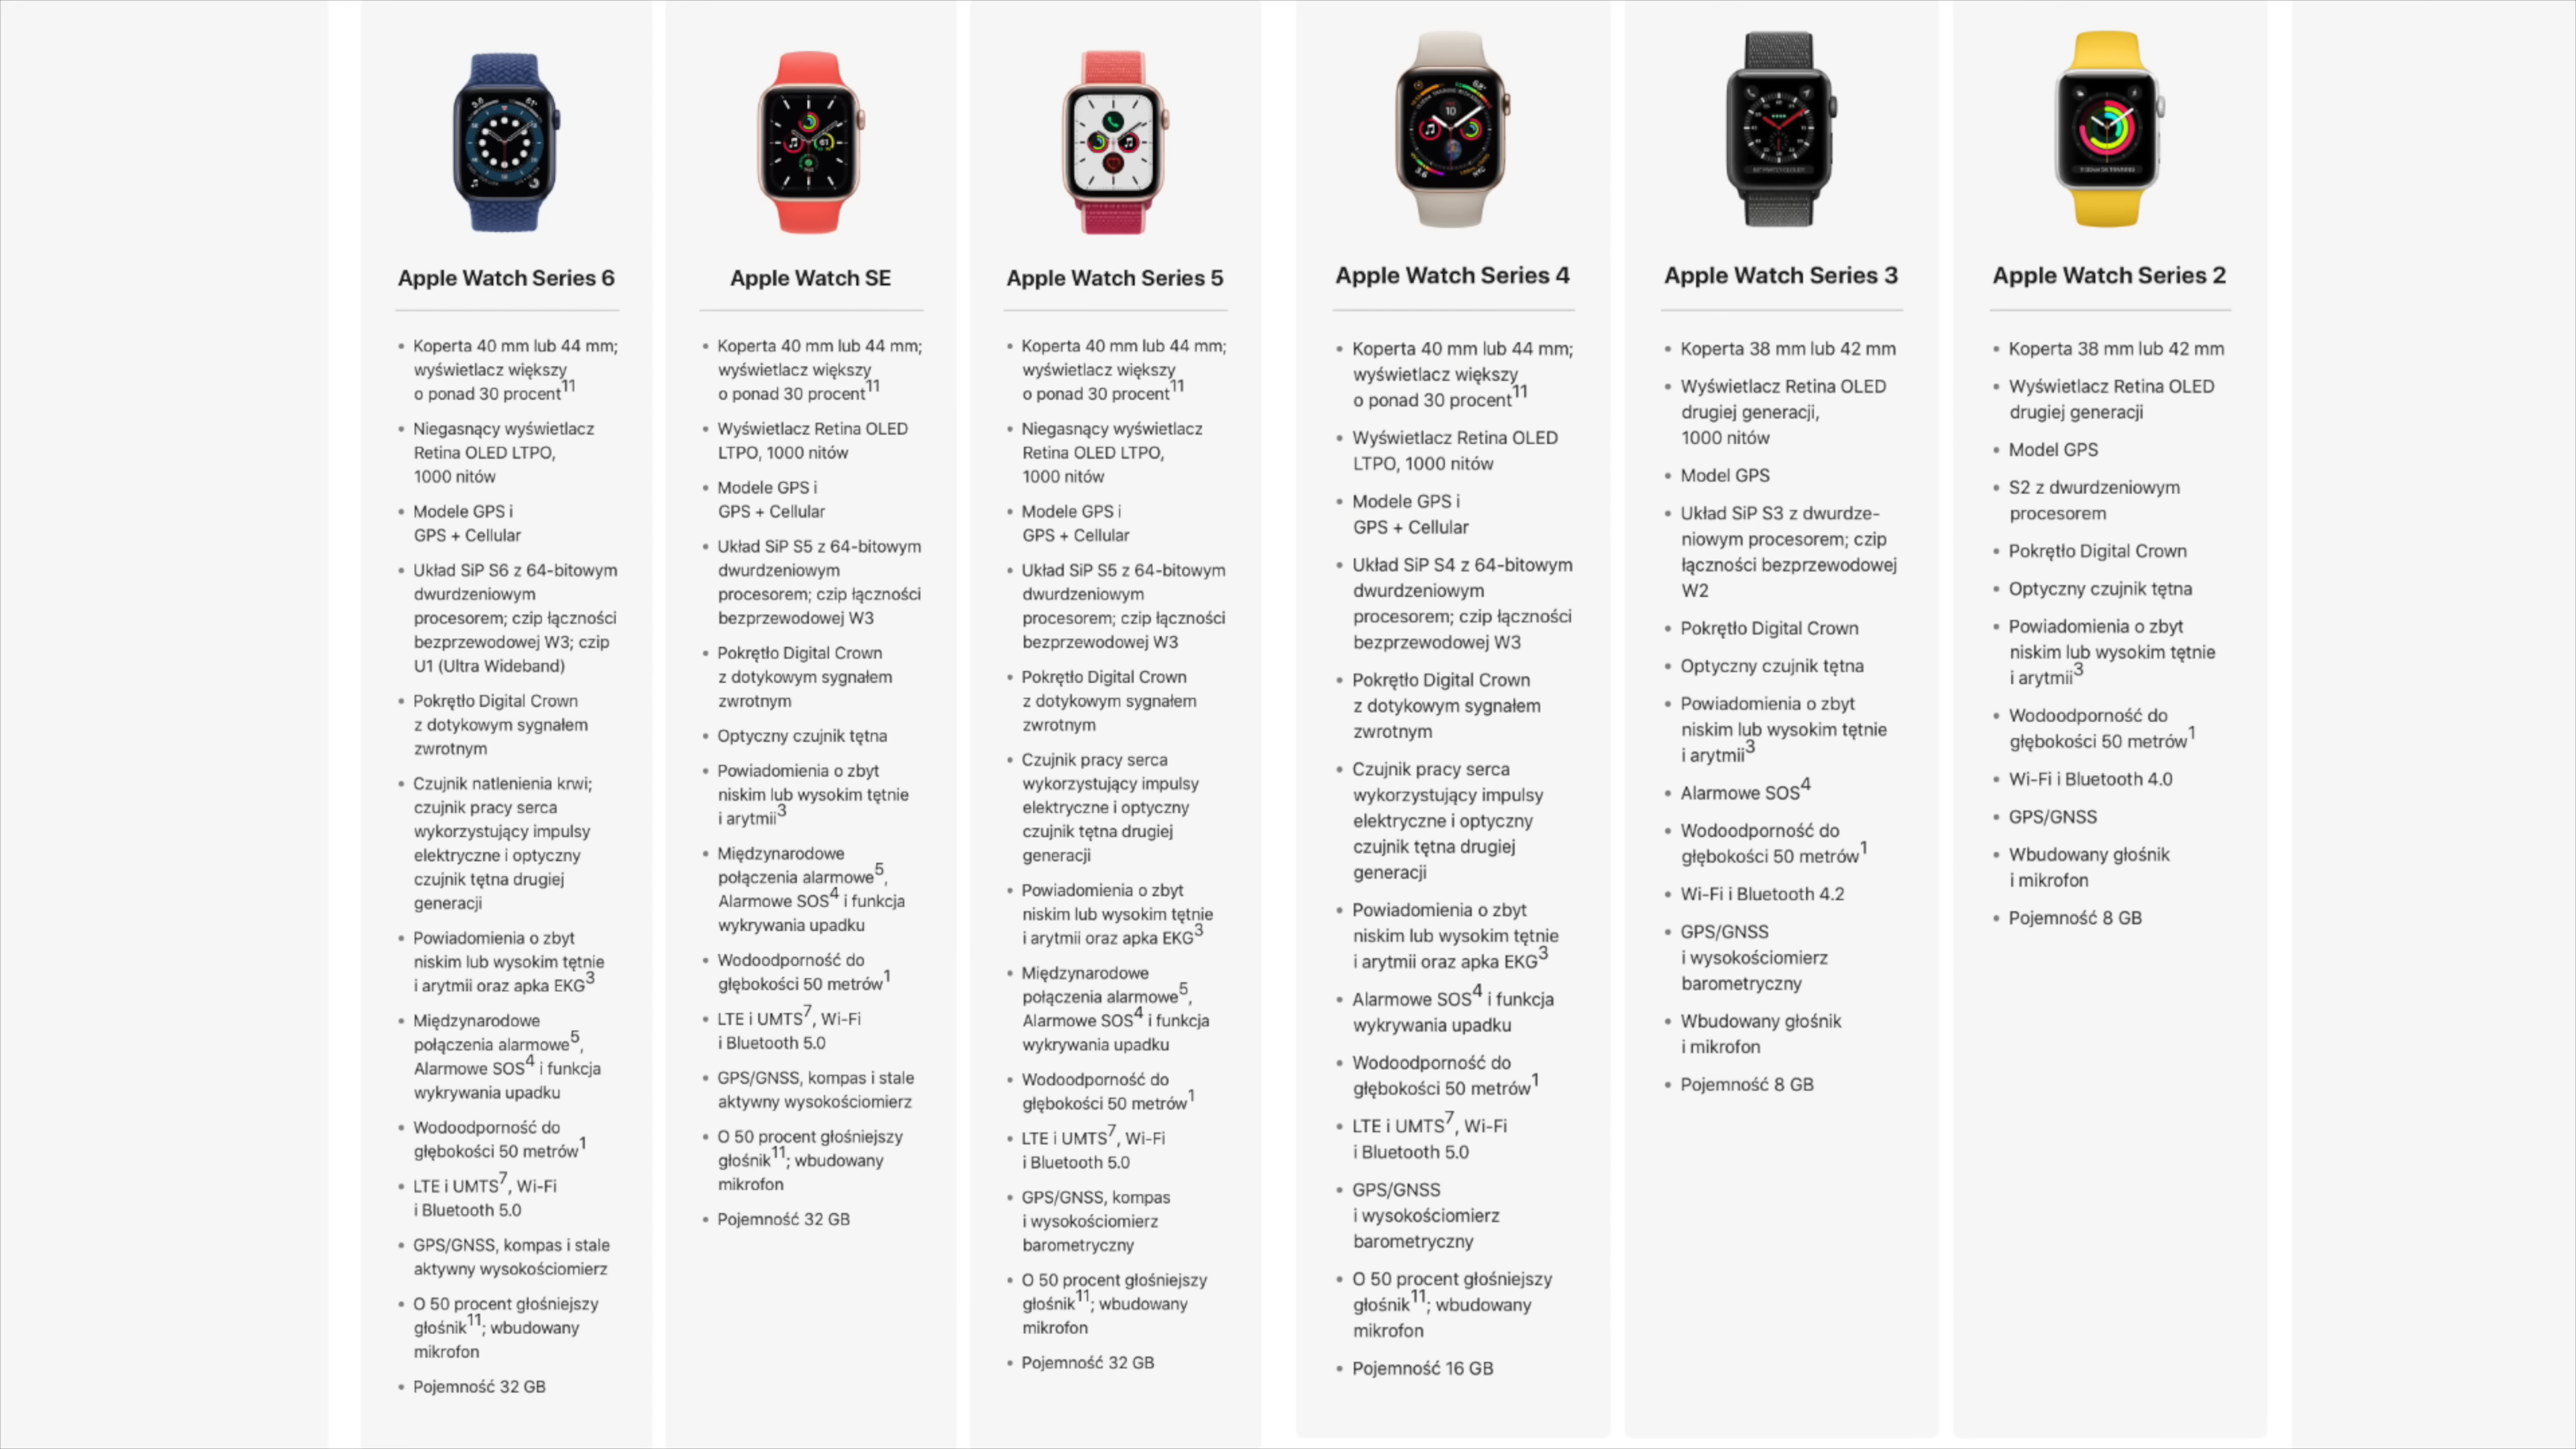 Apple Watch Series 6
• Koperta 40 mm lub 44 mm;
wyświetlacz większy
o ponad 30 procent11
• Niegasnący wyświetlacz
Retina OLED LTPO,
1000 nitów
• Modele GPS i
GPS + Cellular
• Układ SiP S6 z 64-bitowym
dwurdzeniowym
procesorem; czip łączności
bezprzewodowej W3; czip
U1 (Ultra Wideband)
• Pokrętło Digital Crown
z dotykowym sygnałem
zwrotnym
• Czujnik natlenienia krwi;
czujnik pracy serca
wykorzystujący impulsy
elektryczne i optyczny
czujnik tętna drugiej
generacji
• Powiadomienia o zbyt
niskim lub wysokim tętnie
i arytmii oraz apka EKG3
• Międzynarodowe
połączenia alarmowe5,
Alarmowe SOS4 i funkcja
wykrywania upadku
• Wodoodporność do
głębokości 50 metrów1
• LTE i UMTS7, Wi-Fi
i Bluetooth 5.0
• GPS/GNSS, kompas i stale
aktywny wysokościomierz
• O 50 procent głośniejszy
głośnik11; wbudowany
mikrofon
• Pojemność 32 GB
Apple Watch SE
• Koperta 40 mm lub 44 mm;
wyświetlacz większy
o ponad 30 procent11
• Wyświetlacz Retina OLED
LTPO, 1000 nitów
• Modele GPS i
GPS + Cellular
• Układ SiP S5 z 64-bitowym
dwurdzeniowym
procesorem; czip łączności
bezprzewodowej W3
• Pokrętło Digital Crown
z dotykowym sygnałem
zwrotnym
• Optyczny czujnik tętna
• Powiadomienia o zbyt
niskim lub wysokim tętnie
i arytmii3
• Międzynarodowe
połączenia alarmowe5,
Alarmowe SOS4 i funkcja
wykrywania upadku
• Wodoodporność do
głębokości 50 metrów1
• LTE i UMTS7, Wi-Fi
i Bluetooth 5.0
• GPS/GNSS, kompas i stale
aktywny wysokościomierz
• O 50 procent głośniejszy
głośnik11; wbudowany
mikrofon
• Pojemność 32 GB
Apple Watch Series 5
• Koperta 40 mm lub 44 mm;
wyświetlacz większy
o ponad 30 procent11
• Niegasnący wyświetlacz
Retina OLED LTPO,
1000 nitów
• Modele GPS i
GPS + Cellular
• Układ SiP S5 z 64-bitowym
dwurdzeniowym
procesorem; czip łączności
bezprzewodowej W3
• Pokrętło Digital Crown
z dotykowym sygnałem
zwrotnym
• Czujnik pracy serca
wykorzystujący impulsy
elektryczne i optyczny
czujnik tętna drugiej
generacji
• Powiadomienia o zbyt
niskim lub wysokim tętnie
i arytmii oraz apka EKG3
• Międzynarodowe
połączenia alarmowe5,
Alarmowe SOS4 i funkcja
wykrywania upadku
• Wodoodporność do
głębokości 50 metrów1
• LTE i UMTS7, Wi-Fi
i Bluetooth 5.0
• GPS/GNSS, kompas
i wysokościomierz
barometryczny
• O 50 procent głośniejszy
głośnik11; wbudowany
mikrofon
• Pojemność 32 GB
Apple Watch Series 4
• Koperta 40 mm lub 44 mm;
wyświetlacz większy
o ponad 30 procent11
• Wyświetlacz Retina OLED
LTPO, 1000 nitów
• Modele GPS i
GPS + Cellular
• Układ SiP S4 z 64-bitowym
dwurdzeniowym
procesorem; czip łączności
bezprzewodowej W3
• Pokrętło Digital Crown
z dotykowym sygnałem
zwrotnym
• Czujnik pracy serca
wykorzystujący impulsy
elektryczne i optyczny
czujnik tętna drugiej
generacji
• Powiadomienia o zbyt
niskim lub wysokim tętnie
i arytmii oraz apka EKG3
• Alarmowe SOS4 i funkcja
wykrywania upadku
• Wodoodporność do
głębokości 50 metrów1
• LTE i UMTS7, Wi-Fi
i Bluetooth 5.0
• GPS/GNSS
i wysokościomierz
barometryczny
• O 50 procent głośniejszy
głośnik11; wbudowany
mikrofon
• Pojemność 16 GB
Apple Watch Series 3
• Koperta 38 mm lub 42 mm
• Wyświetlacz Retina OLED
drugiej generacji,
1000 nitów
• Model GPS
• Układ SiP S3 z dwurdze-
niowym procesorem; czip
łączności bezprzewodowej
W2
• Pokrętło Digital Crown
• Optyczny czujnik tętna
• Powiadomienia o zbyt
niskim lub wysokim tętnie
i arytmii3
• Alarmowe SOS4
• Wodoodporność do
głębokości 50 metrów1
• Wi-Fi i Bluetooth 4.2
• GPS/GNSS
i wysokościomierz
barometryczny
• Wbudowany głośnik
i mikrofon
• Pojemność 8 GB
Apple Watch Series 2
• Koperta 38 mm lub 42 mm
• Wyświetlacz Retina OLED
drugiej generacji
• Model GPS
• S2 z dwurdzeniowym
procesorem
• Pokrętło Digital Crown
• Optyczny czujnik tętna
• Powiadomienia o zbyt
niskim lub wysokim tętnie
i arytmii3
• Wodoodporność do
głębokości 50 metrów1
• Wi-Fi i Bluetooth 4.0
• GPS/GNSS
• Wbudowany głośnik
i mikrofon
• Pojemność 8 GB